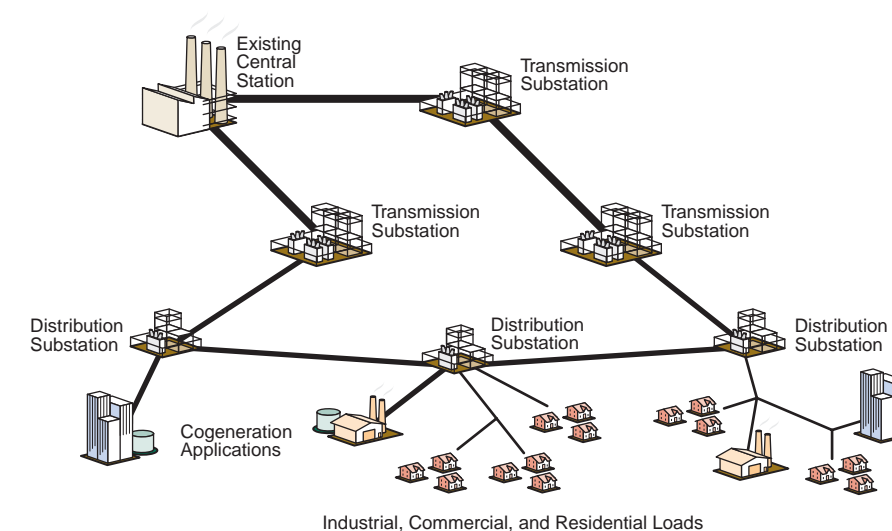 Existing
Central
Station
Transmission
Substation
Transmission
Substation
Transmission
Substation
Distribution
Substation
Distribution
Substation
Distribution
Substation
Cogeneration
Applications
Industrial, Commercial, and Residential Loads